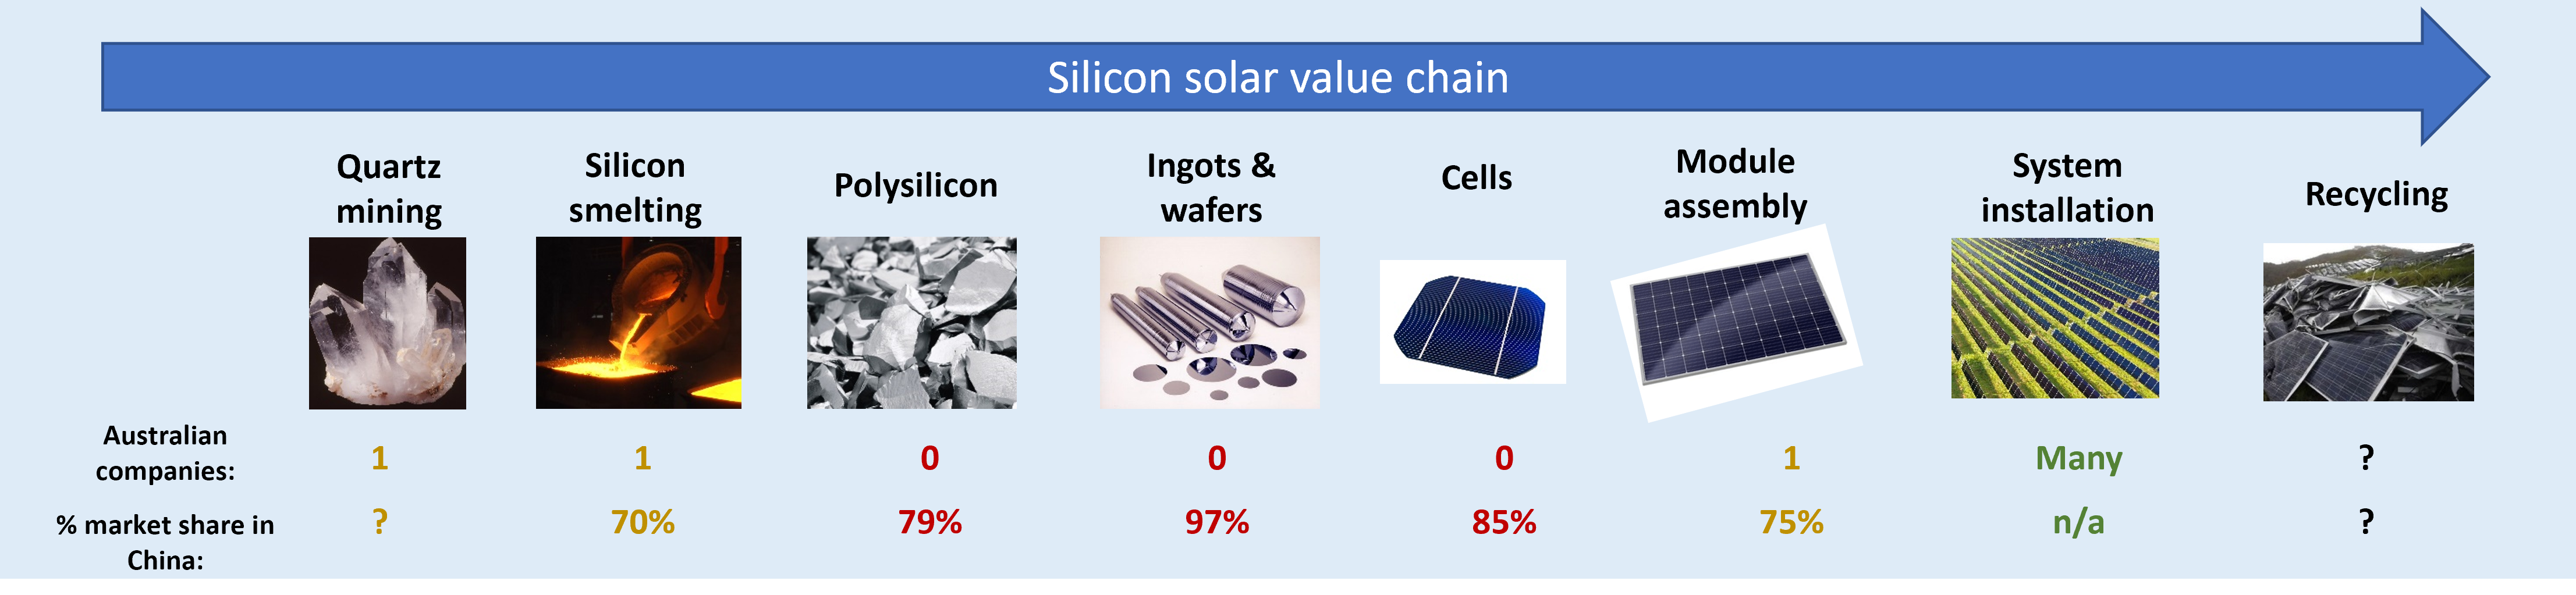 Silicon solar value chain
Quartz
mining
Silicon
smelting
Polysilicon
Ingots &
wafers
Cells
Module
assembly
System
installation
Recycling
Australian
companies:
1 1 0 0 0 1 Many ?
% market share in
China:
? 70% 79% 97% 85% 75% n/a ?